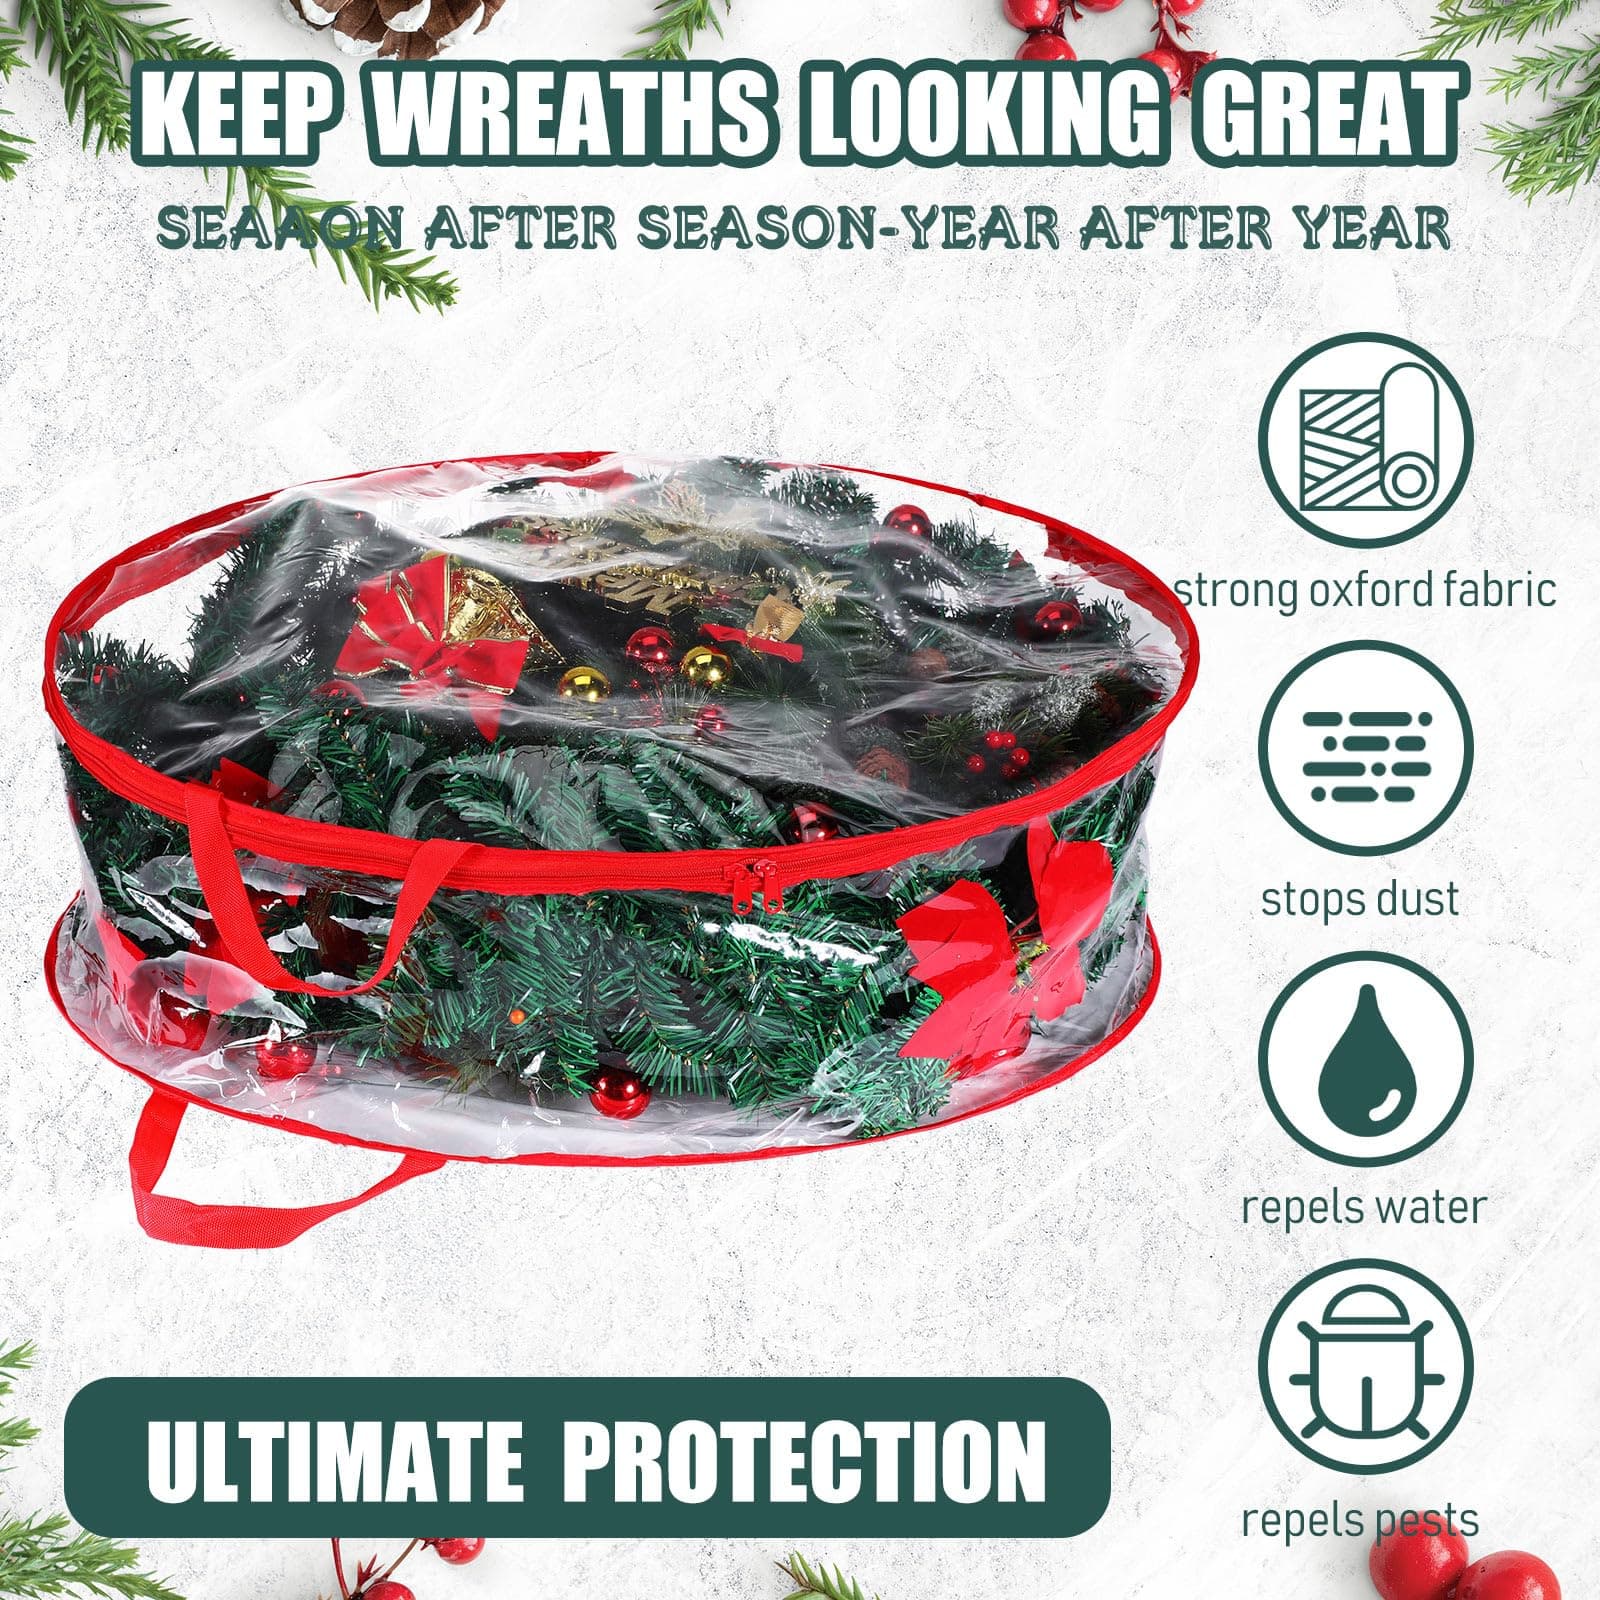 KEEP WREATHS LOOKING GREAT
SEAAON AFTER SEASON-YEAR AFTER YEAR
strong oxford fabric
stops dust
repels water
repels pests
ULTIMATE PROTECTION